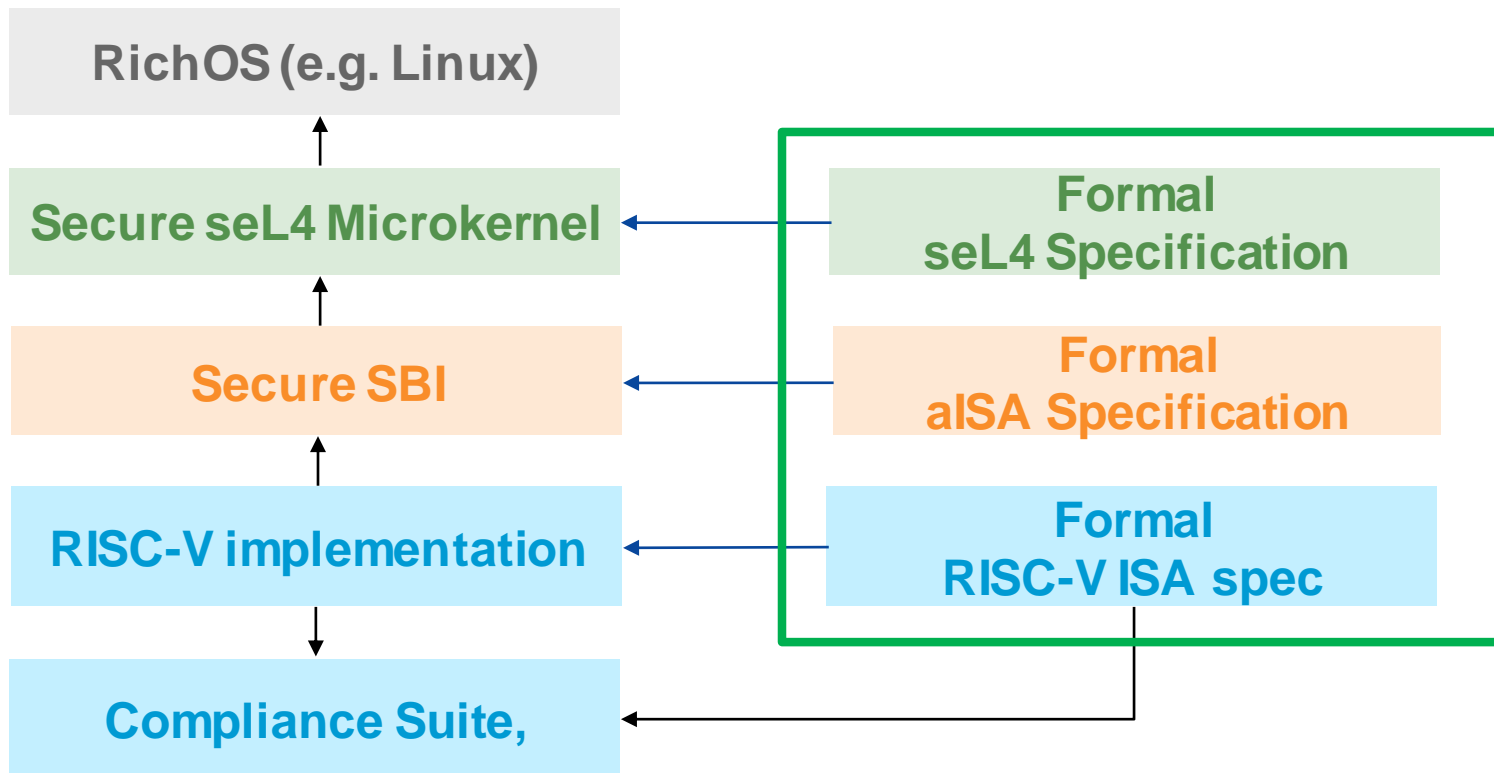 RichOS (e.g. Linux)
Secure seL4 Microkernel
Formal
seL4 Specification
Secure SBI
Formal
aISA Specification
RISC-V implementation
Formal
RISC-V ISA spec
Compliance Suite,